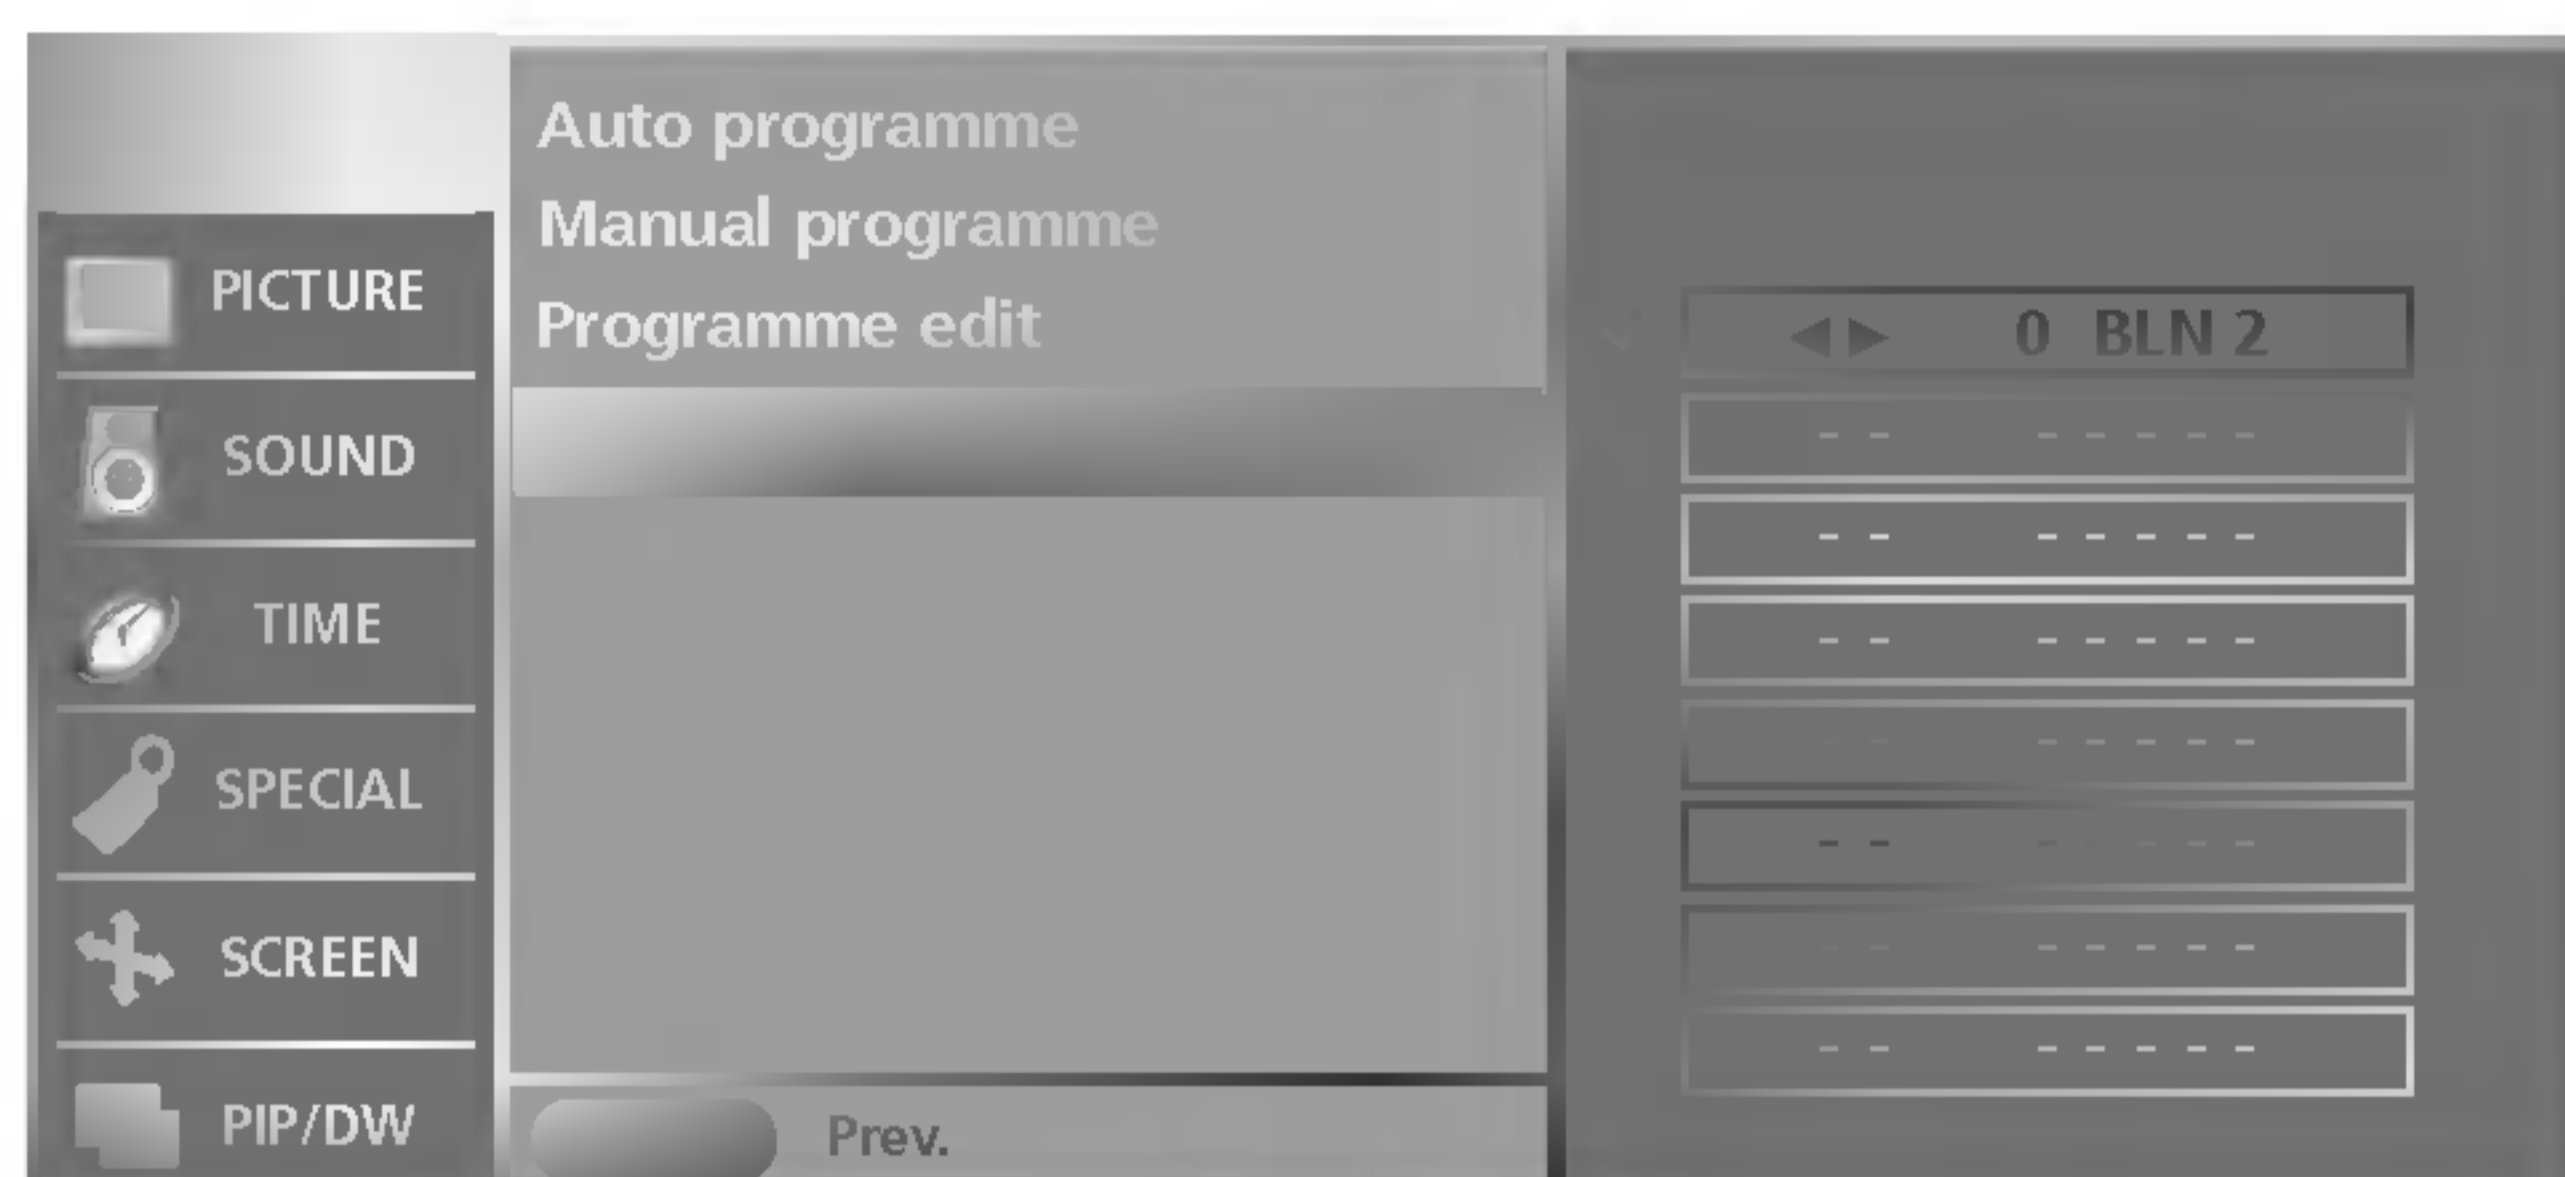 PICTURE
SOUND
TIME
SPECIAL
SCREEN
PIP/DW
Auto programme
Manual programme
Programme edit
Prev.
◀▶ 0 BLN 2
-- -----
-- -----
-- -----
-- -----
-- -----
-- -----
-- -----